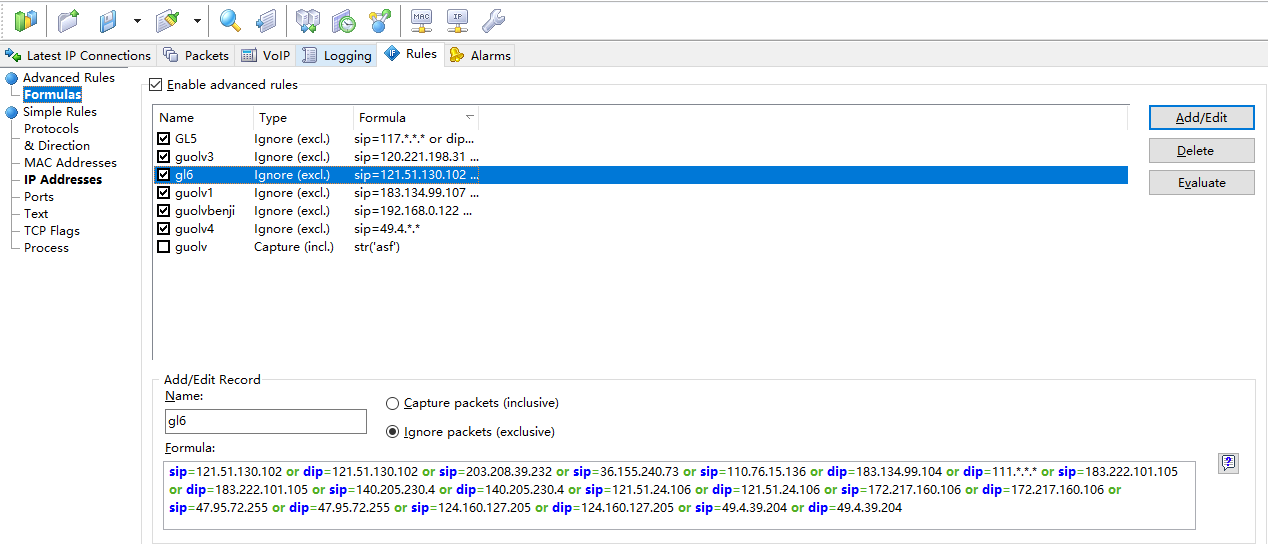 MAC IP
Latest IP Connections Packets VoIP Logging Rules Alarms
Advanced Rules
Formulas
Simple Rules
Protocols
& Direction
MAC Addresses
IP Addresses
Ports
Text
TCP Flags
Process
Enable advanced rules
Name Type Formula
GL5 Ignore (excl.) sip=117.*.*.* or dip...
guolv3 Ignore (excl.) sip=120.221.198.31 ...
gl6 Ignore (excl.) sip=121.51.130.102 ...
guolv1 Ignore (excl.) sip=183.134.99.107 ...
guolvbenji Ignore (excl.) sip=192.168.0.122 ...
guolv4 Ignore (excl.) sip=49.4.*.*
guolv Capture (incl.) str('asf')
Add/Edit
Delete
Evaluate
Add/Edit Record
Name:
gl6
Capture packets (inclusive)
Ignore packets (exclusive)
Formula:
sip=121.51.130.102 or dip=121.51.130.102 or sip=203.208.39.232 or sip=36.155.240.73 or sip=110.76.15.136 or dip=183.134.99.104 or dip=111.*.*.* or sip=183.222.101.105
or dip=183.222.101.105 or sip=140.205.230.4 or dip=140.205.230.4 or sip=121.51.24.106 or dip=121.51.24.106 or sip=172.217.160.106 or dip=172.217.160.106 or
sip=47.95.72.255 or dip=47.95.72.255 or sip=124.160.127.205 or dip=124.160.127.205 or sip=49.4.39.204 or dip=49.4.39.204